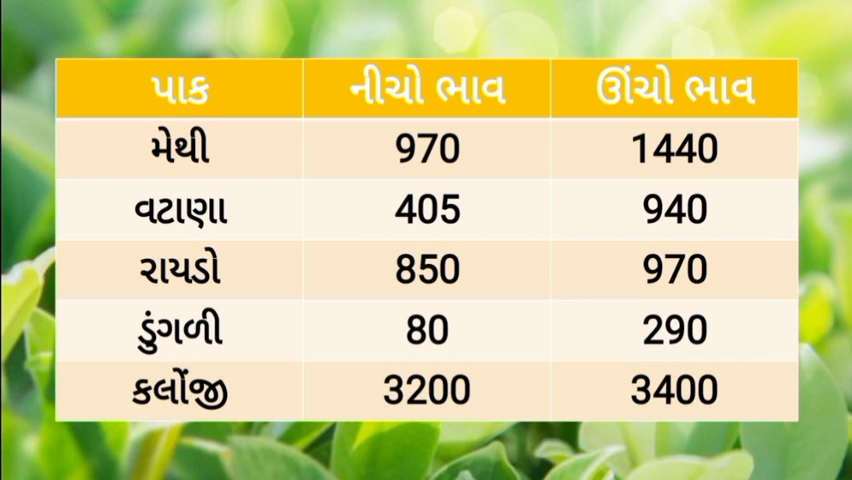 પાક નીચો ભાવ ઊંચો ભાવ
મેથી 970 1440
વટાણા 405 940
રાયડો 850 970
ડુંગળી 80 290
કલોંજી 3200 3400